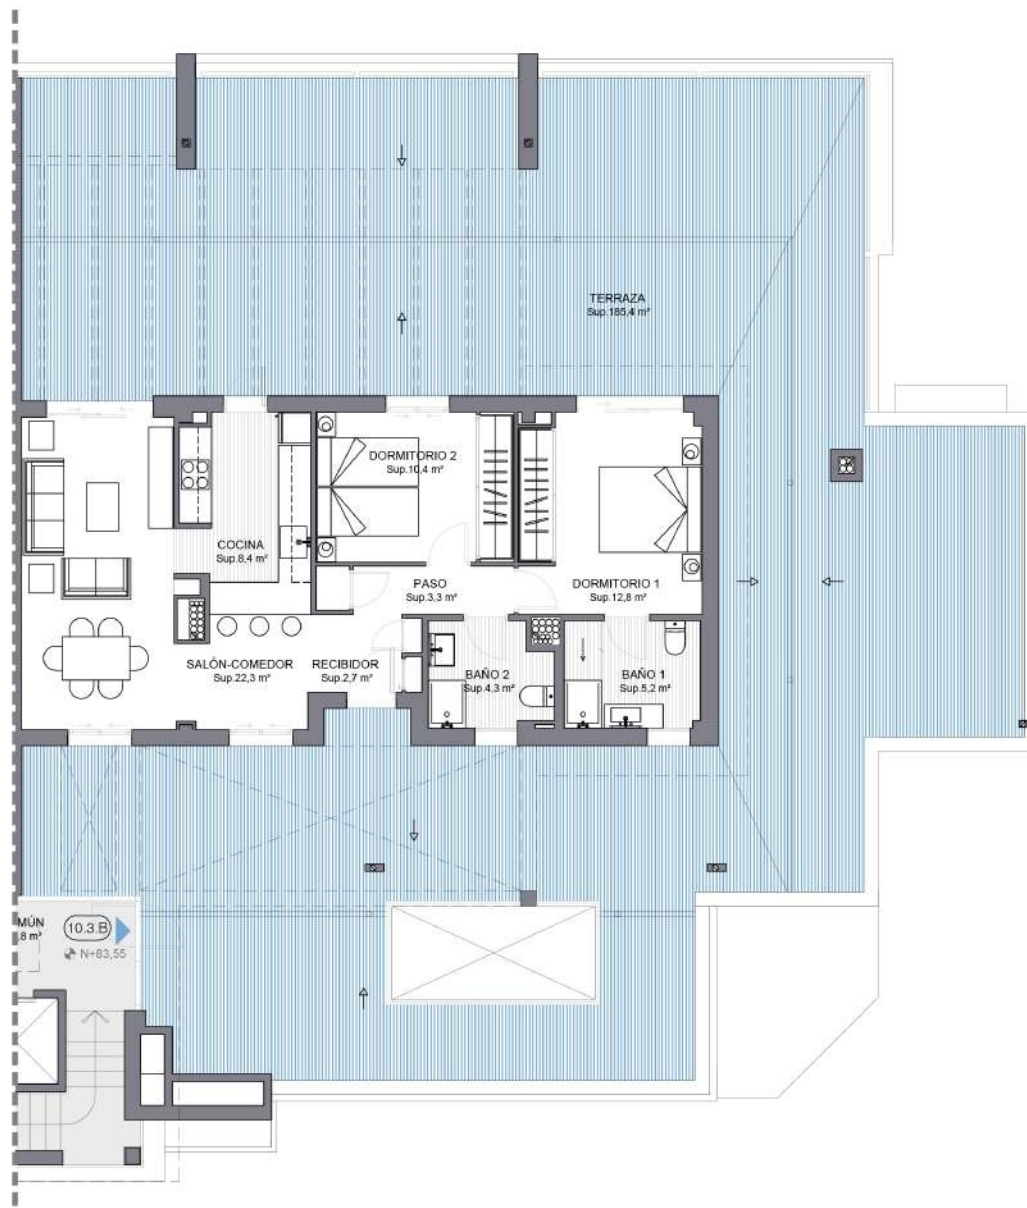 TERRAZA
Sup.185,4 m²
DORMITORIO 2
Sup.10,4 m²
COCINA
Sup.8,4 m²
PASO
Sup.3,3 m²
DORMITORIO 1
Sup.12,8 m²
SALÓN-COMEDOR
Sup.22,3 m²
RECIBIDOR
Sup.2,7 m²
BAÑO 2
Sup.4,3 m²
BAÑO 1
Sup.5,2 m²
MÚN
,8 m²
10.3.B
N+83,55